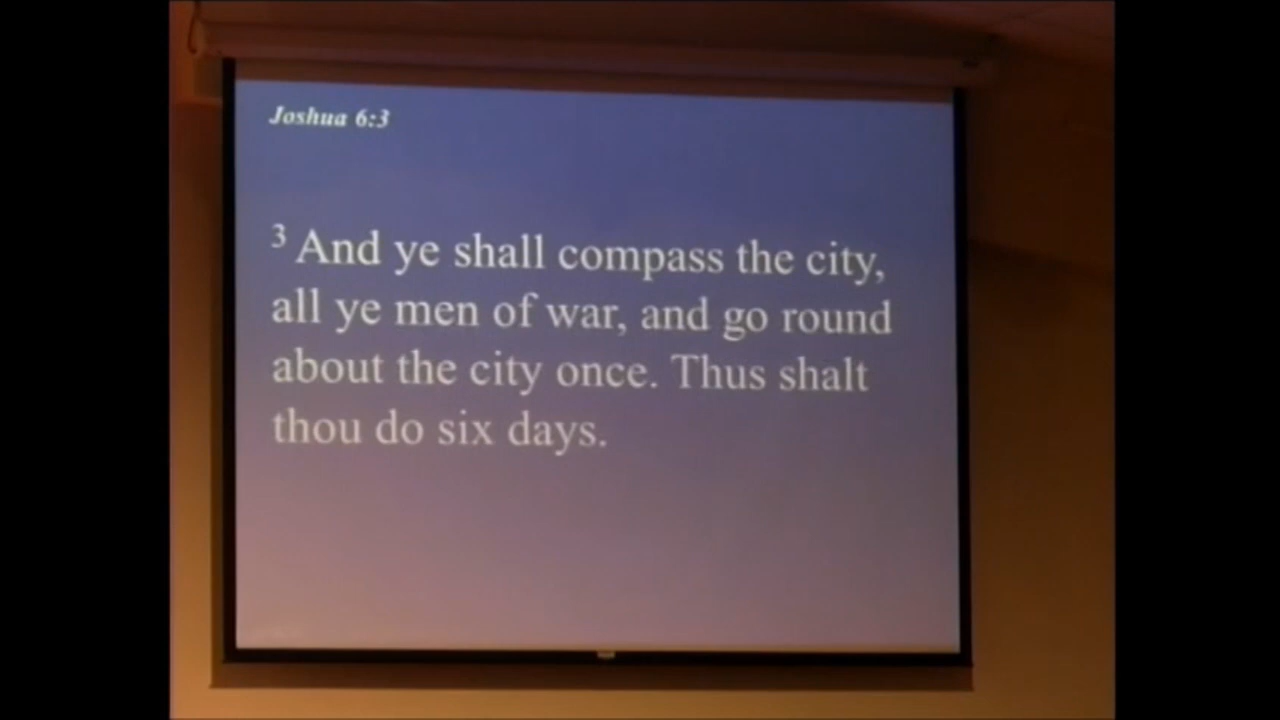 Joshua 6:3
3 And ye shall compass the city,
all ye men of war, and go round
about the city once. Thus shalt
thou do six days.